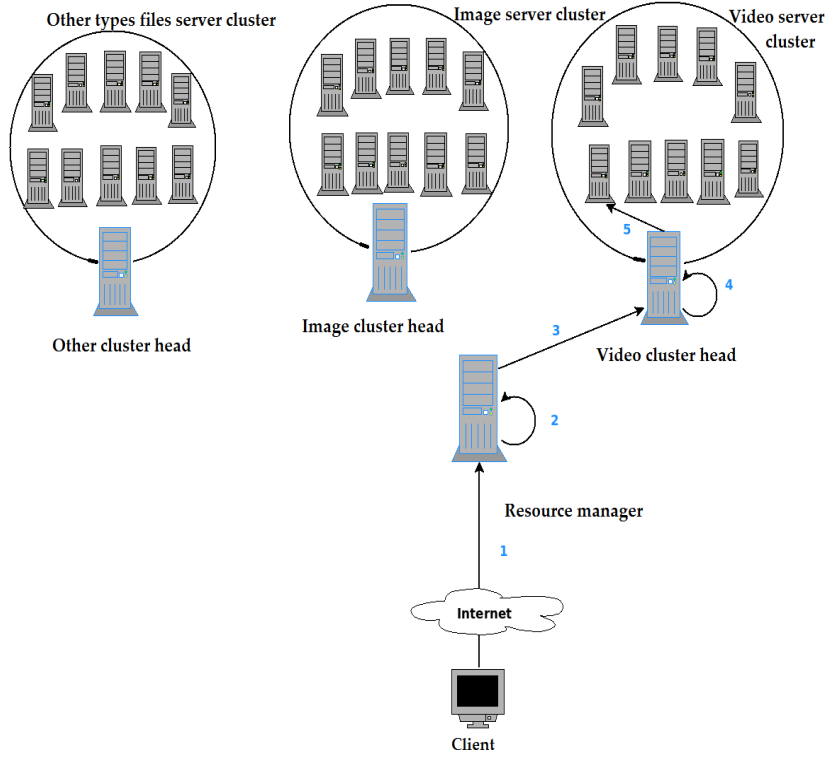 Other types files server cluster
Image server cluster
Video server
cluster
5
4
Other cluster head
Image cluster head
3
Video cluster head
2
Resource manager
1
Internet
Client